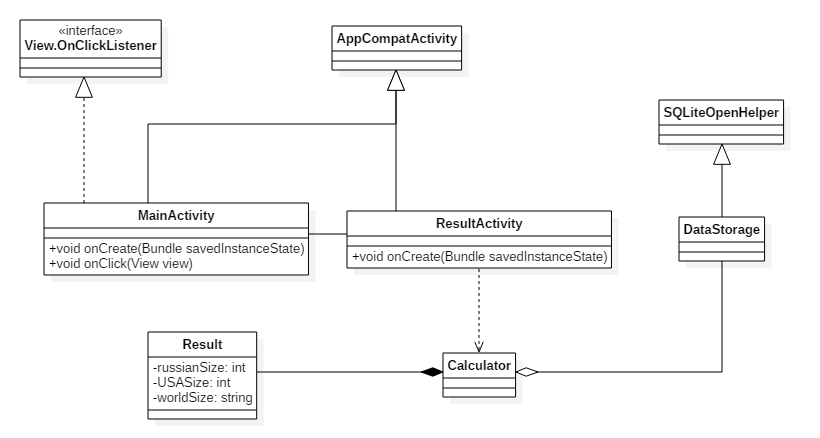 «interface»
View.OnClickListener
AppCompatActivity
SQLiteOpenHelper
MainActivity
+void onCreate(Bundle savedInstanceState)
+void onClick(View view)
ResultActivity
+void onCreate(Bundle savedInstanceState)
DataStorage
Result
-russianSize: int
-USASize: int
-worldSize: string
Calculator